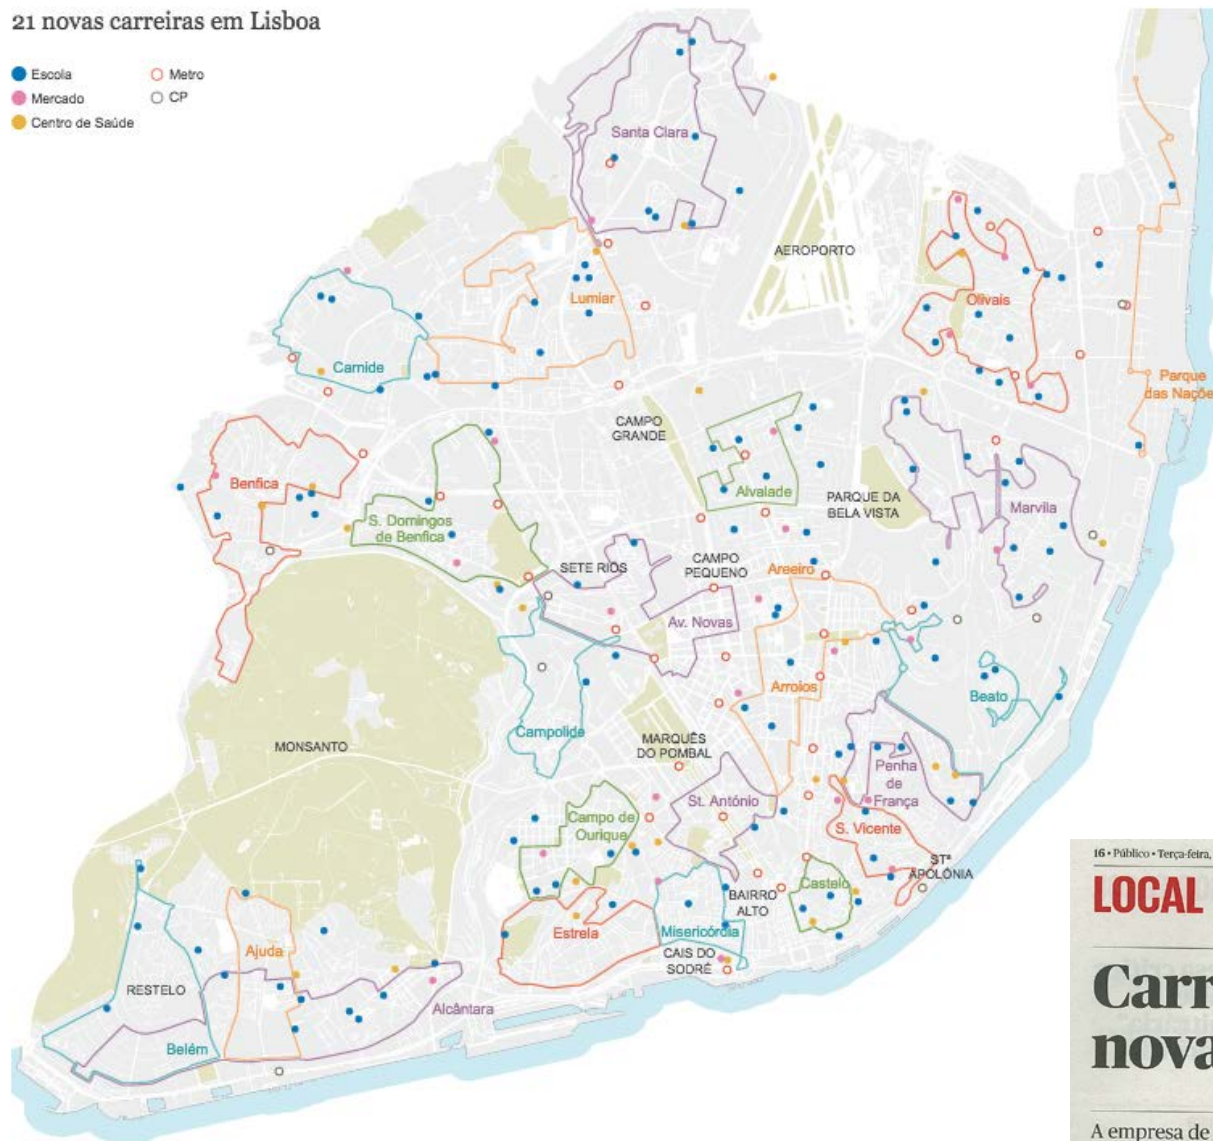 21 novas carreiras em Lisboa
Escola
Metro
Mercado
CP
Centro de Saúde
Santa Clara
AEROPORTO
Lumiar
Olivais
Carnide
Parque
das Naçõe
CAMPO
GRANDE
Benfica
Alvalade
PARQUE DA
BELA VISTA
Marvila
S. Domingos
de Benfica
SETE RIOS
CAMPO
PEQUENO
Areeiro
Av. Novas
Arroios
Beato
Campolide
MARQUÊS
DO POMBAL
MONSANTO
Penha
de
França
St. António
Campo de
Ourique
S. Vicente
STª
APOLÓNIA
BAIRRO
ALTO
Castelo
Estrela
Misericórdia
CAIS DO
SODRÉ
Ajuda
RESTELO
Alcântara
Belém
16 • Público • Terça-feira,
LOCAL
Carr
nova
A empresa de